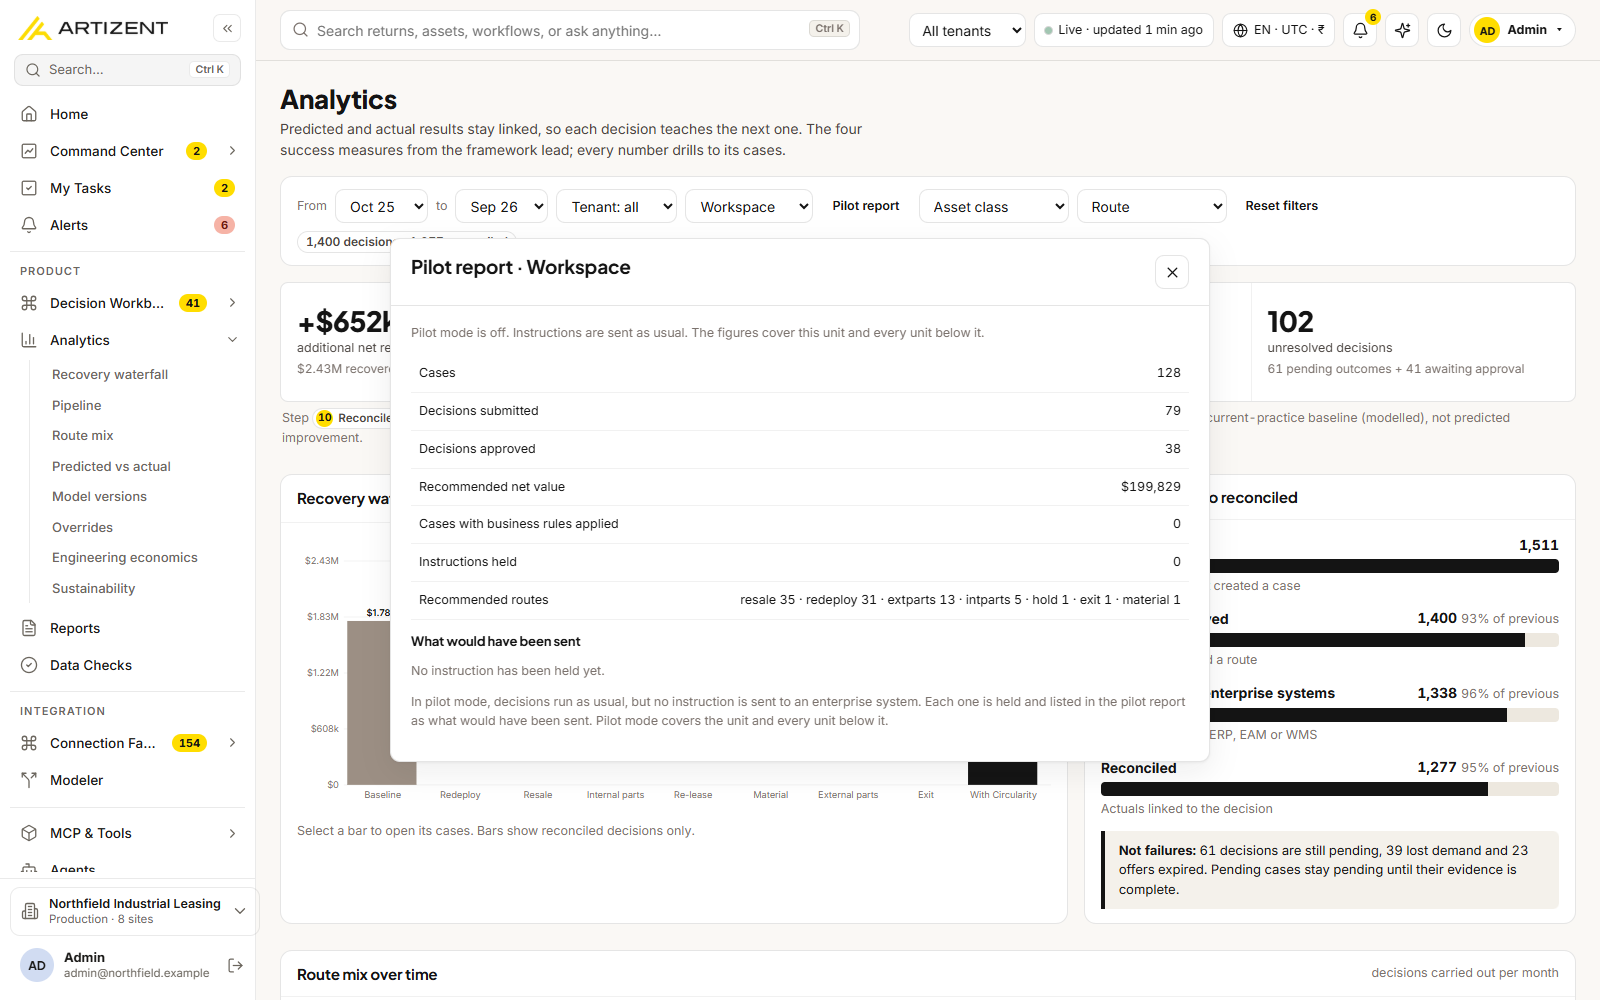 ARTIZENT
Search... Ctrl K
Home
Command Center 2
My Tasks 2
Alerts 6
PRODUCT
Decision Workb... 41
Analytics
Recovery waterfall
Pipeline
Route mix
Predicted vs actual
Model versions
Overrides
Engineering economics
Sustainability
Reports
Data Checks
INTEGRATION
Connection Fa... 154
Modeler
MCP & Tools
Agents
Northfield Industrial Leasing
Production · 8 sites
AD Admin
admin@northfield.example
Search returns, assets, workflows, or ask anything... Ctrl K
All tenants
Live · updated 1 min ago
EN · UTC · ₹
6
AD Admin
Analytics
Predicted and actual results stay linked, so each decision teaches the next one. The four
success measures from the framework lead; every number drills to its cases.
From Oct 25 to Sep 26 Tenant: all Workspace Pilot report Asset class Route Reset filters
1,400 decision
+$652k
additional net re
$2.43M recover
102
unresolved decisions
61 pending outcomes + 41 awaiting approval
Step 10 Reconcile
current-practice baseline (modelled), not predicted
improvement.
Pilot report · Workspace
Pilot mode is off. Instructions are sent as usual. The figures cover this unit and every unit below it.
Cases 128
Decisions submitted 79
Decisions approved 38
Recommended net value $199,829
Cases with business rules applied 0
Instructions held 0
Recommended routes resale 35 · redeploy 31 · extparts 13 · intparts 5 · hold 1 · exit 1 · material 1
What would have been sent
No instruction has been held yet.
In pilot mode, decisions run as usual, but no instruction is sent to an enterprise system. Each one is held and listed in the pilot report
as what would have been sent. Pilot mode covers the unit and every unit below it.
Recovery wa
$2.43M
$1.83M
$1.22M
$608k
$0
$1.78
Baseline Redeploy Resale Internal parts Re-lease Material External parts Exit With Circularity
Select a bar to open its cases. Bars show reconciled decisions only.
o reconciled
1,511
created a case
ved 1,400 93% of previous
d a route
enterprise systems 1,338 96% of previous
ERP, EAM or WMS
Reconciled 1,277 95% of previous
Actuals linked to the decision
Not failures: 61 decisions are still pending, 39 lost demand and 23
offers expired. Pending cases stay pending until their evidence is
complete.
Route mix over time
decisions carried out per month